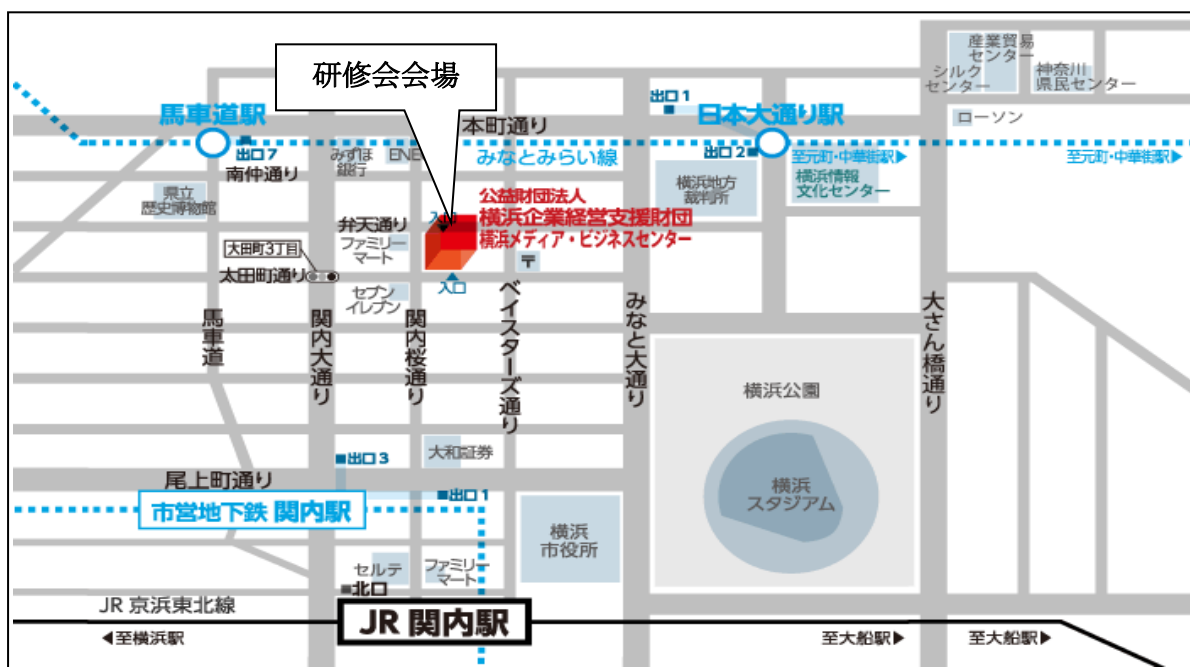 研修会会場
産業貿易
センター
シルク
センター
神奈川
県民センター
ローソン
馬車道駅
出口7
本町通り
出口1
日本大通り駅
出口2
みなとみらい線
至元町・中華街駅▶
至元町・中華街駅▶
みずほ
銀行
ENE
南仲通り
県立
歴史博物館
横浜地方
裁判所
横浜情報
文化センター
公益財団法人
横浜企業経営支援財団
横浜メディア・ビジネスセンター
弁天通り
入口
ファミリー
マート
大田町3丁目
太田町通り
〒
入口
セブン
イレブン
馬車道
関内大通り
関内桜通り
ベイスターズ通り
みなと大通り
大さん橋通り
横浜公園
横浜
スタジアム
大和証券
出口3
尾上町通り
出口1
市営地下鉄 関内駅
横浜
市役所
セルテ
ファミリー
マート
北口
JR 京浜東北線
JR 関内駅
◀至横浜駅
至大船駅▶
至大船駅▶